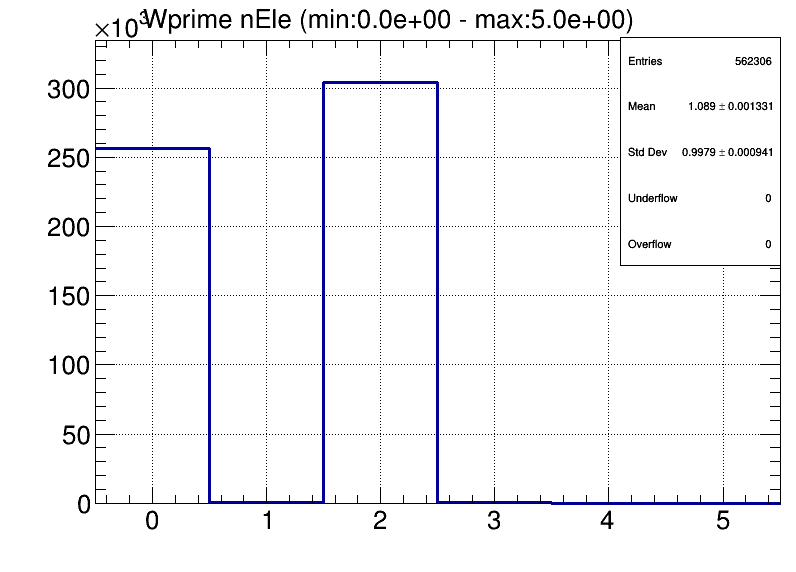 ×10³
Wprime nEle (min:0.0e+00 - max:5.0e+00)
Entries 562306
Mean 1.089 ± 0.001331
Std Dev 0.9979 ± 0.000941
Underflow 0
Overflow 0
300
250
200
150
100
50
0
0 1 2 3 4 5